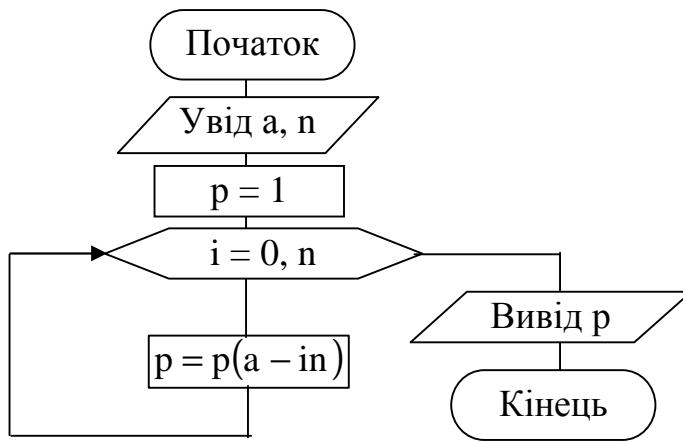 Початок
Увід a, n
p = 1
i = 0, n
p = p(a − in)
Вивід p
Кінець